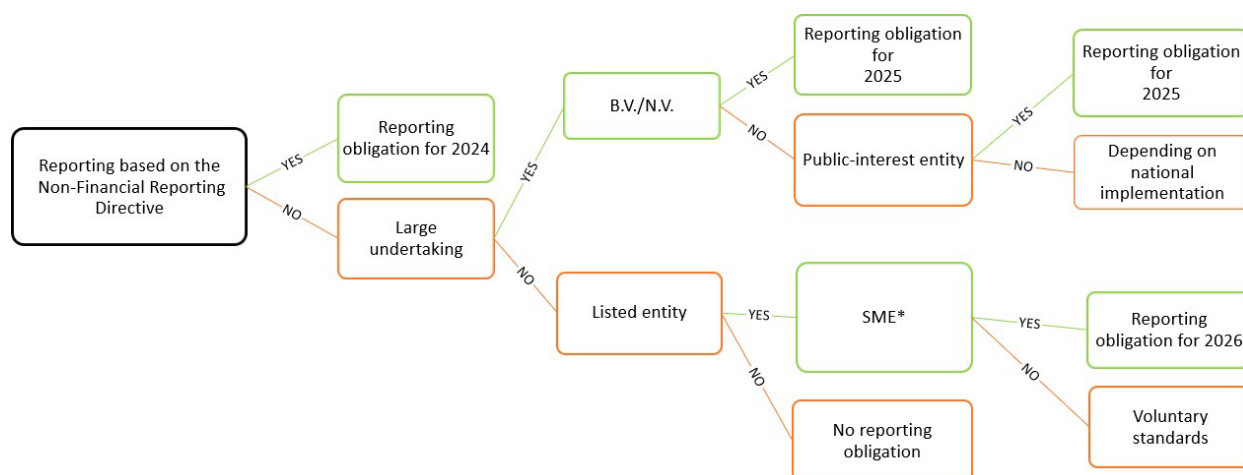 Reporting based on the
Non-Financial Reporting
Directive
YES
NO
Reporting
obligation for 2024
Large
undertaking
YES
NO
B.V./N.V.
YES
NO
Reporting obligation
for
2025
Public-interest entity
YES
NO
Reporting obligation
for
2025
Depending on
national
implementation
Listed entity
YES
NO
SME*
YES
NO
No reporting
obligation
Reporting
obligation for 2026
Voluntary
standards